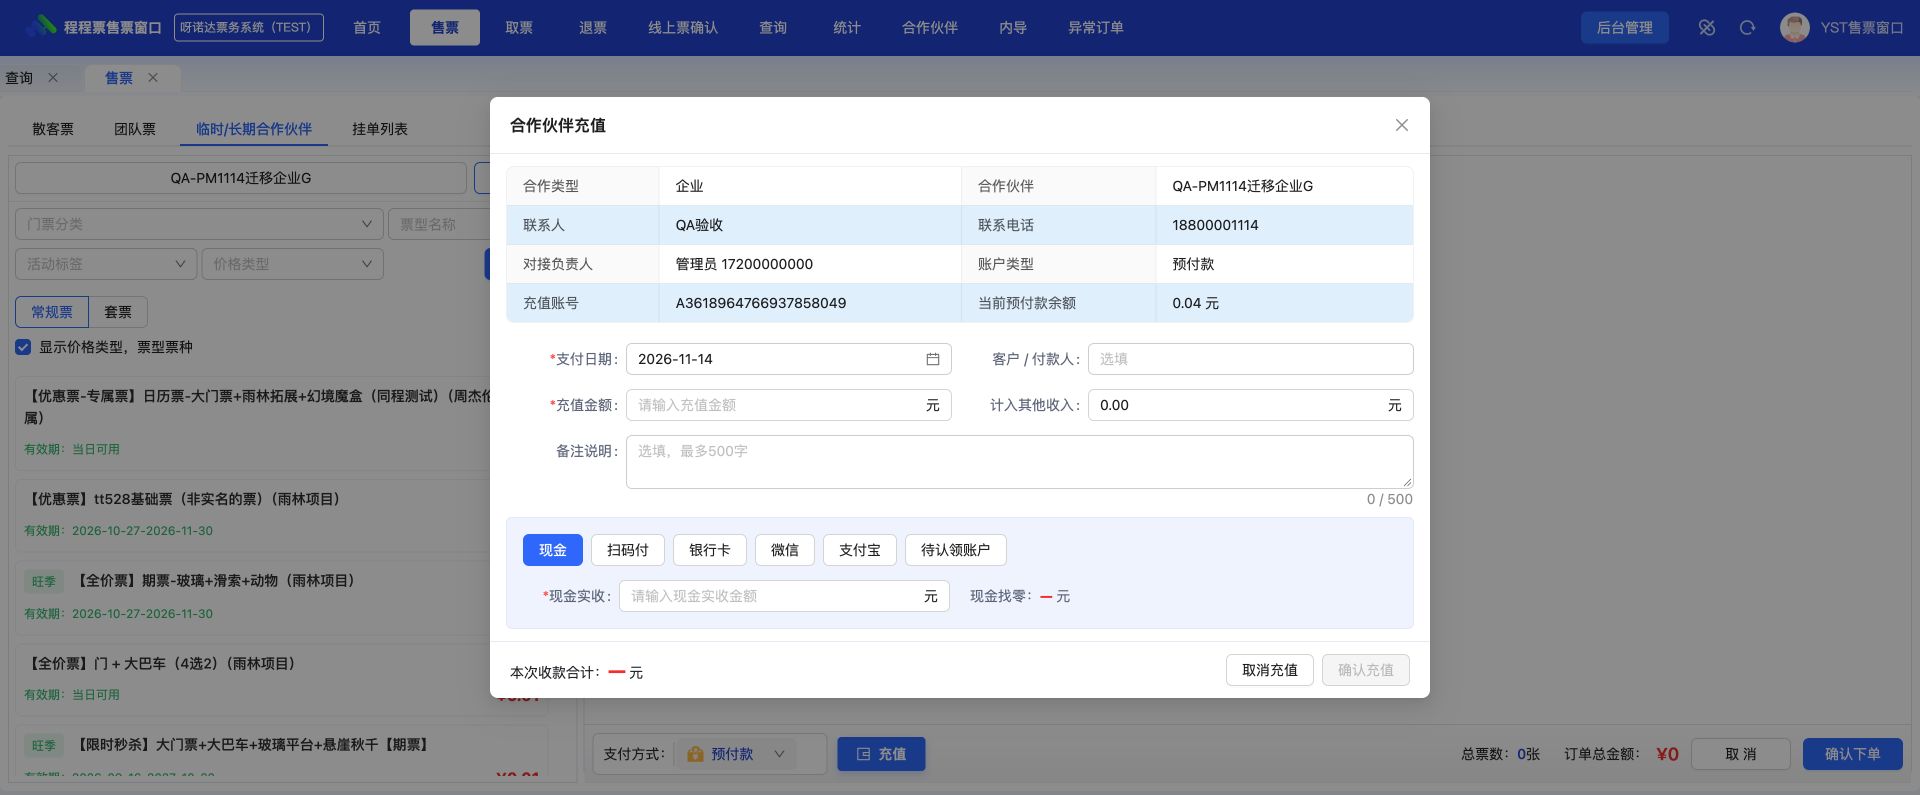 程程票售票窗口 呀诺达票务系统（TEST） 首页 售票 取票 退票 线上票确认 查询 统计 合作伙伴 内导 异常订单 后台管理 YST售票窗口
查询 售票
散客票 团队票 临时/长期合作伙伴 挂单列表
QA-PM1114迁移企业G
门票分类 票型名称
活动标签 价格类型
常规票 套票
显示价格类型，票型票种
【优惠票-专属票】日历票-大门票+雨林拓展+幻境魔盒（同程测试）（周杰伦
属）
有效期：当日可用
【优惠票】tt528基础票（非实名的票）（雨林项目）
有效期：2026-10-27-2026-11-30
旺季 【全价票】期票-玻璃+滑索+动物（雨林项目）
有效期：2026-10-27-2026-11-30
【全价票】门 + 大巴车（4选2）（雨林项目）
有效期：当日可用
旺季 【限时秒杀】大门票+大巴车+玻璃平台+悬崖秋千【期票】
合作伙伴充值
合作类型 企业 合作伙伴 QA-PM1114迁移企业G
联系人 QA验收 联系电话 18800001114
对接负责人 管理员 17200000000 账户类型 预付款
充值账号 A3618964766937858049 当前预付款余额 0.04 元
*支付日期： 2026-11-14 客户 / 付款人： 选填
*充值金额： 请输入充值金额 元 计入其他收入： 0.00 元
备注说明： 选填，最多500字
0 / 500
现金 扫码付 银行卡 微信 支付宝 待认领账户
*现金实收： 请输入现金实收金额 元 现金找零： — 元
本次收款合计： — 元 取消充值 确认充值
支付方式： 预付款 充值 总票数：0张 订单总金额： ¥0 取 消 确认下单